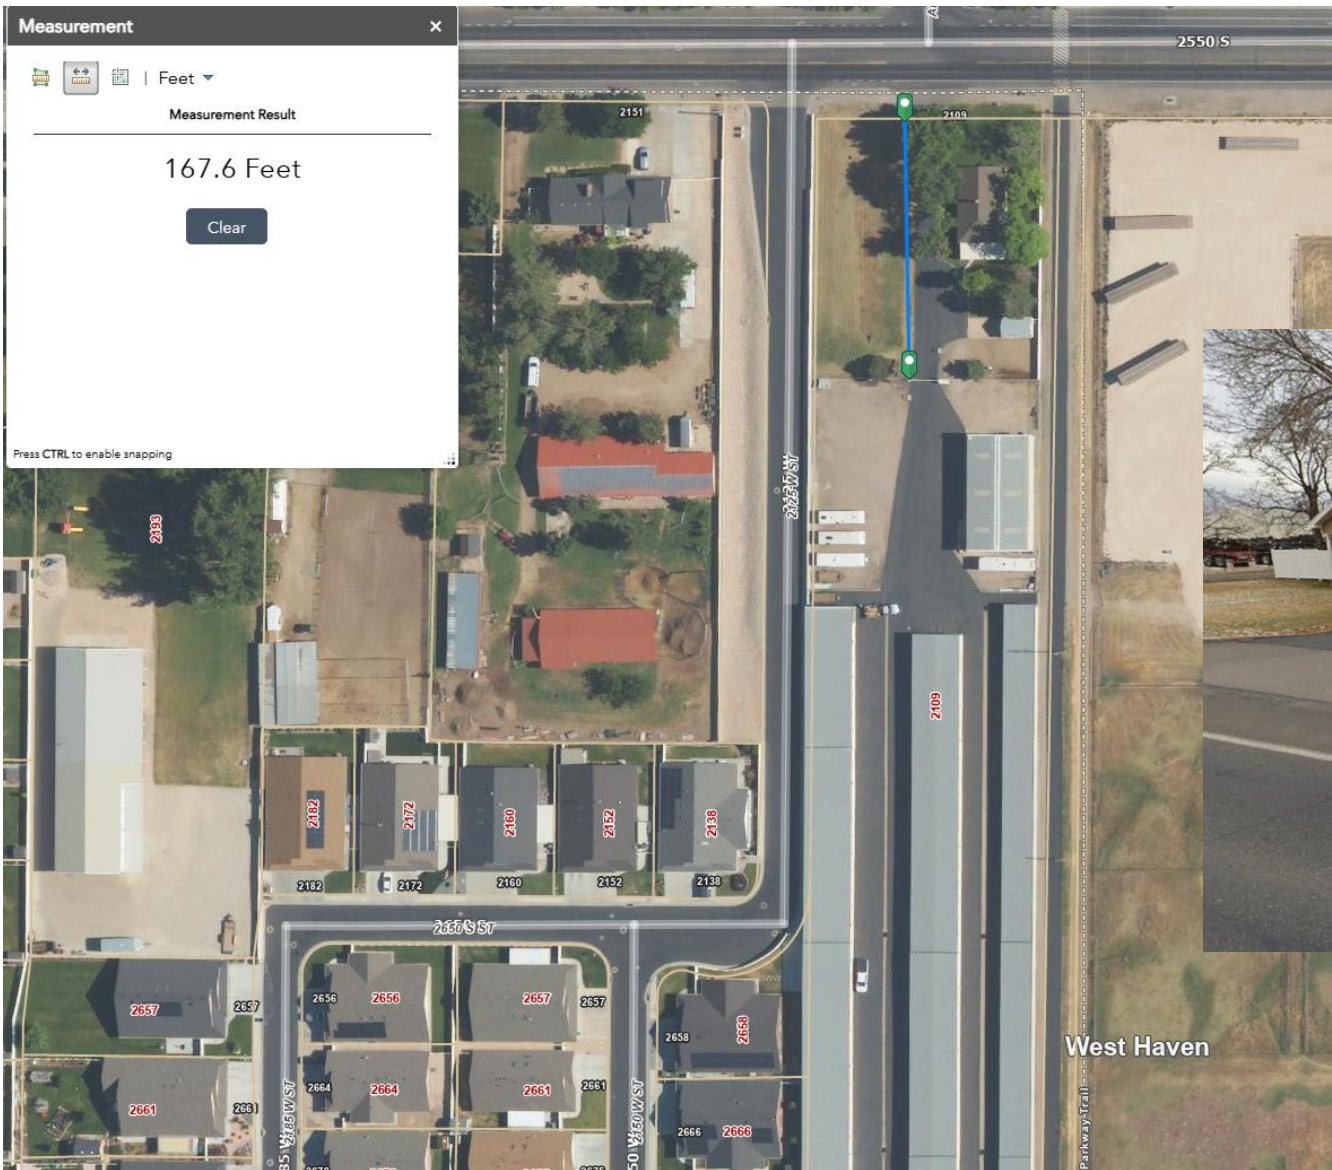 Measurement
Feet
Measurement Result
167.6 Feet
Clear
Press CTRL to enable snapping
2550 S
2151
2109
2125 W ST
2193
2109
2182
2172
2160
2152
2138
2182
2172
2160
2152
2138
2650 S ST
2657
2657
2656
2656
2657
2657
2658
2658
West Haven
2664
2664
2661
2661
2661
2661
2666
2666
2185 W ST
2150 W ST
Parkway Trail